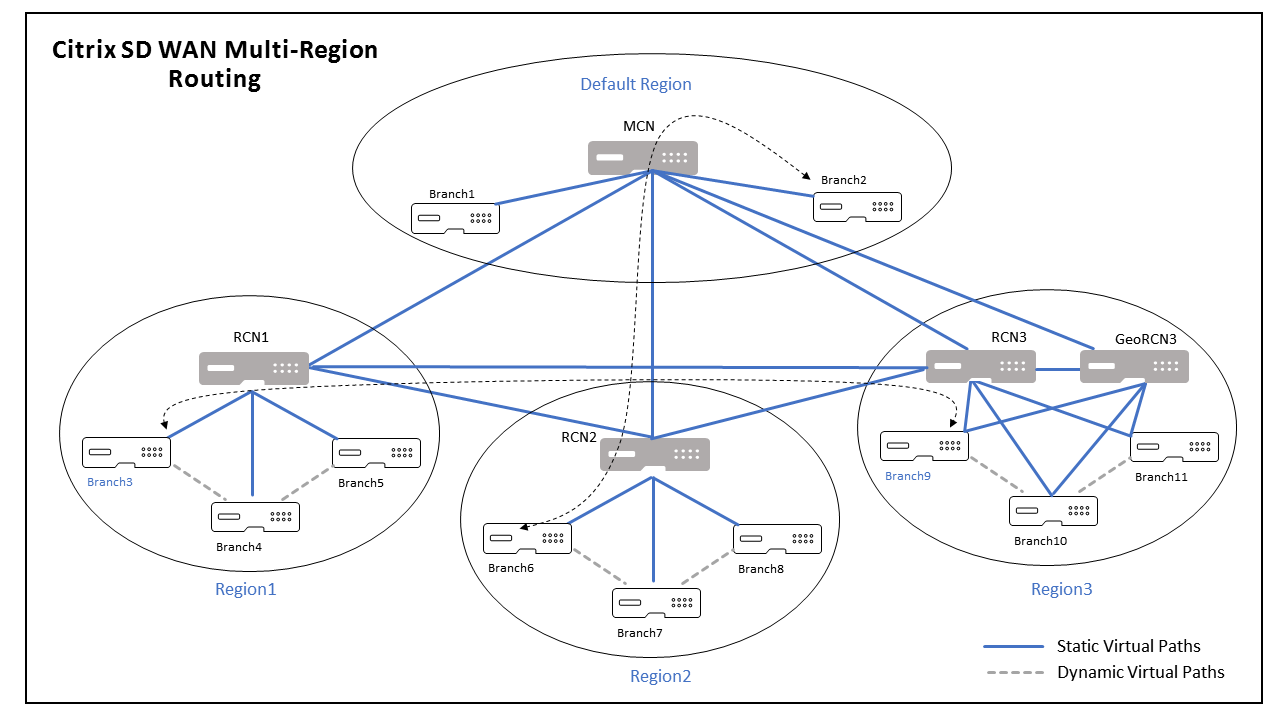 Citrix SD WAN Multi-Region
Routing
Default Region
MCN
Branch1
Branch2
RCN1
Branch3
Branch4
Branch5
Region1
RCN2
Branch6
Branch7
Branch8
Region2
RCN3
GeoRCN3
Branch9
Branch10
Branch11
Region3
Static Virtual Paths
Dynamic Virtual Paths